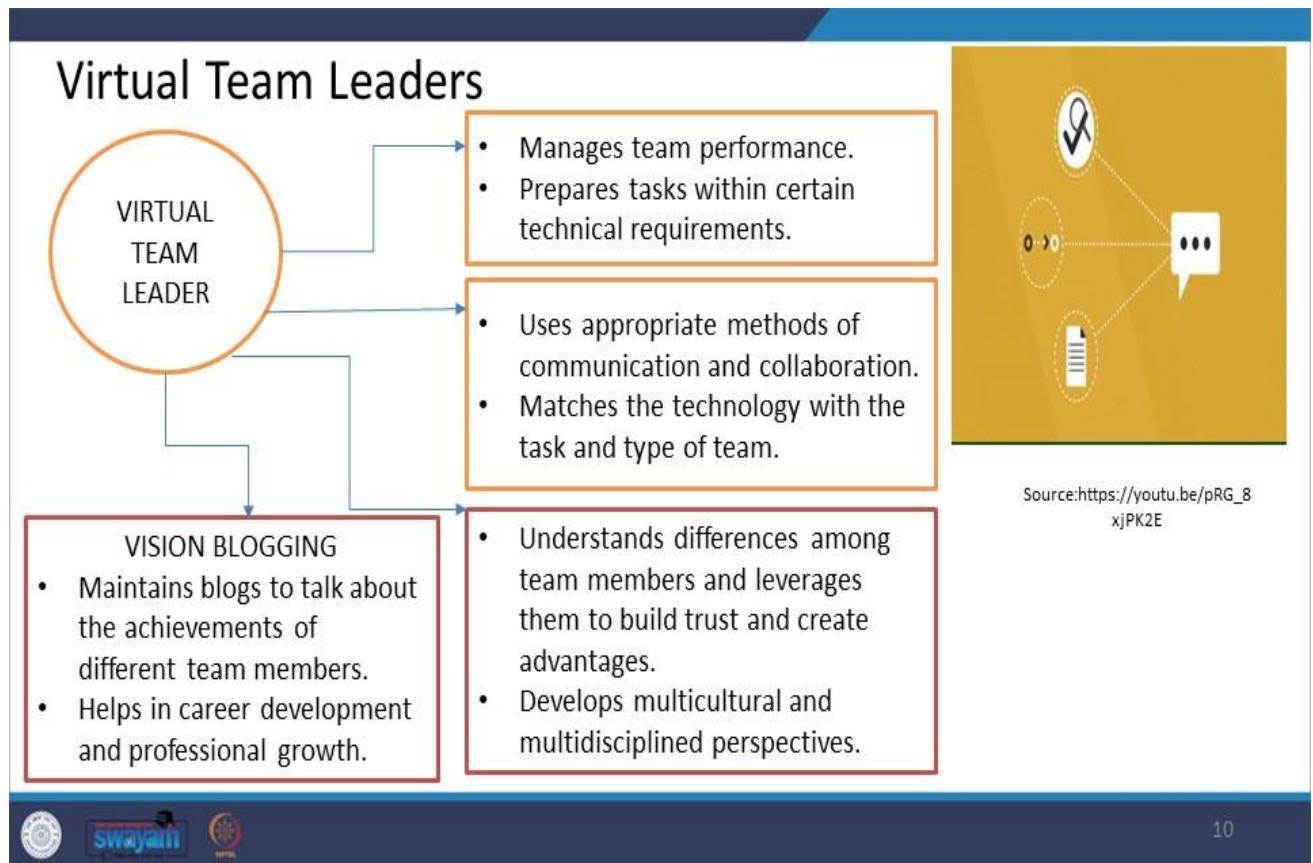 Virtual Team Leaders
VIRTUAL
TEAM
LEADER
• Manages team performance.
• Prepares tasks within certain
technical requirements.
• Uses appropriate methods of
communication and collaboration.
• Matches the technology with the
task and type of team.
• Understands differences among
team members and leverages
them to build trust and create
advantages.
• Develops multicultural and
multidisciplined perspectives.
VISION BLOGGING
• Maintains blogs to talk about
the achievements of
different team members.
• Helps in career development
and professional growth.
Source:https://youtu.be/pRG_8
xjPK2E
swayam
NPTEL
10